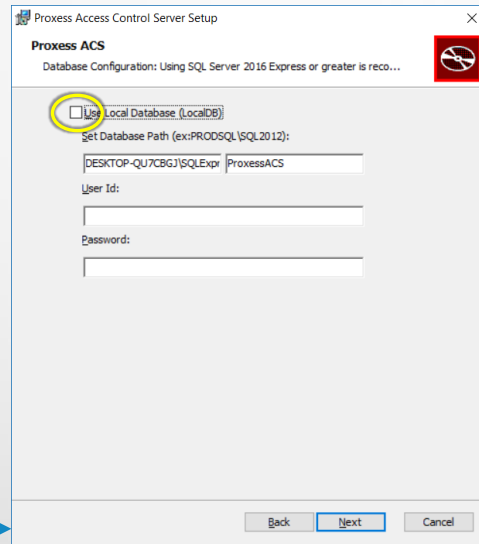 Proxess Access Control Server Setup
Proxess ACS
Database Configuration: Using SQL Server 2016 Express or greater is reco...
Use Local Database (LocalDB)
Set Database Path (ex:PRODSQL\SQL2012):
DESKTOP-QU7CBGJ\SQLExpr ProxessACS
User Id:
Password:
Back Next Cancel